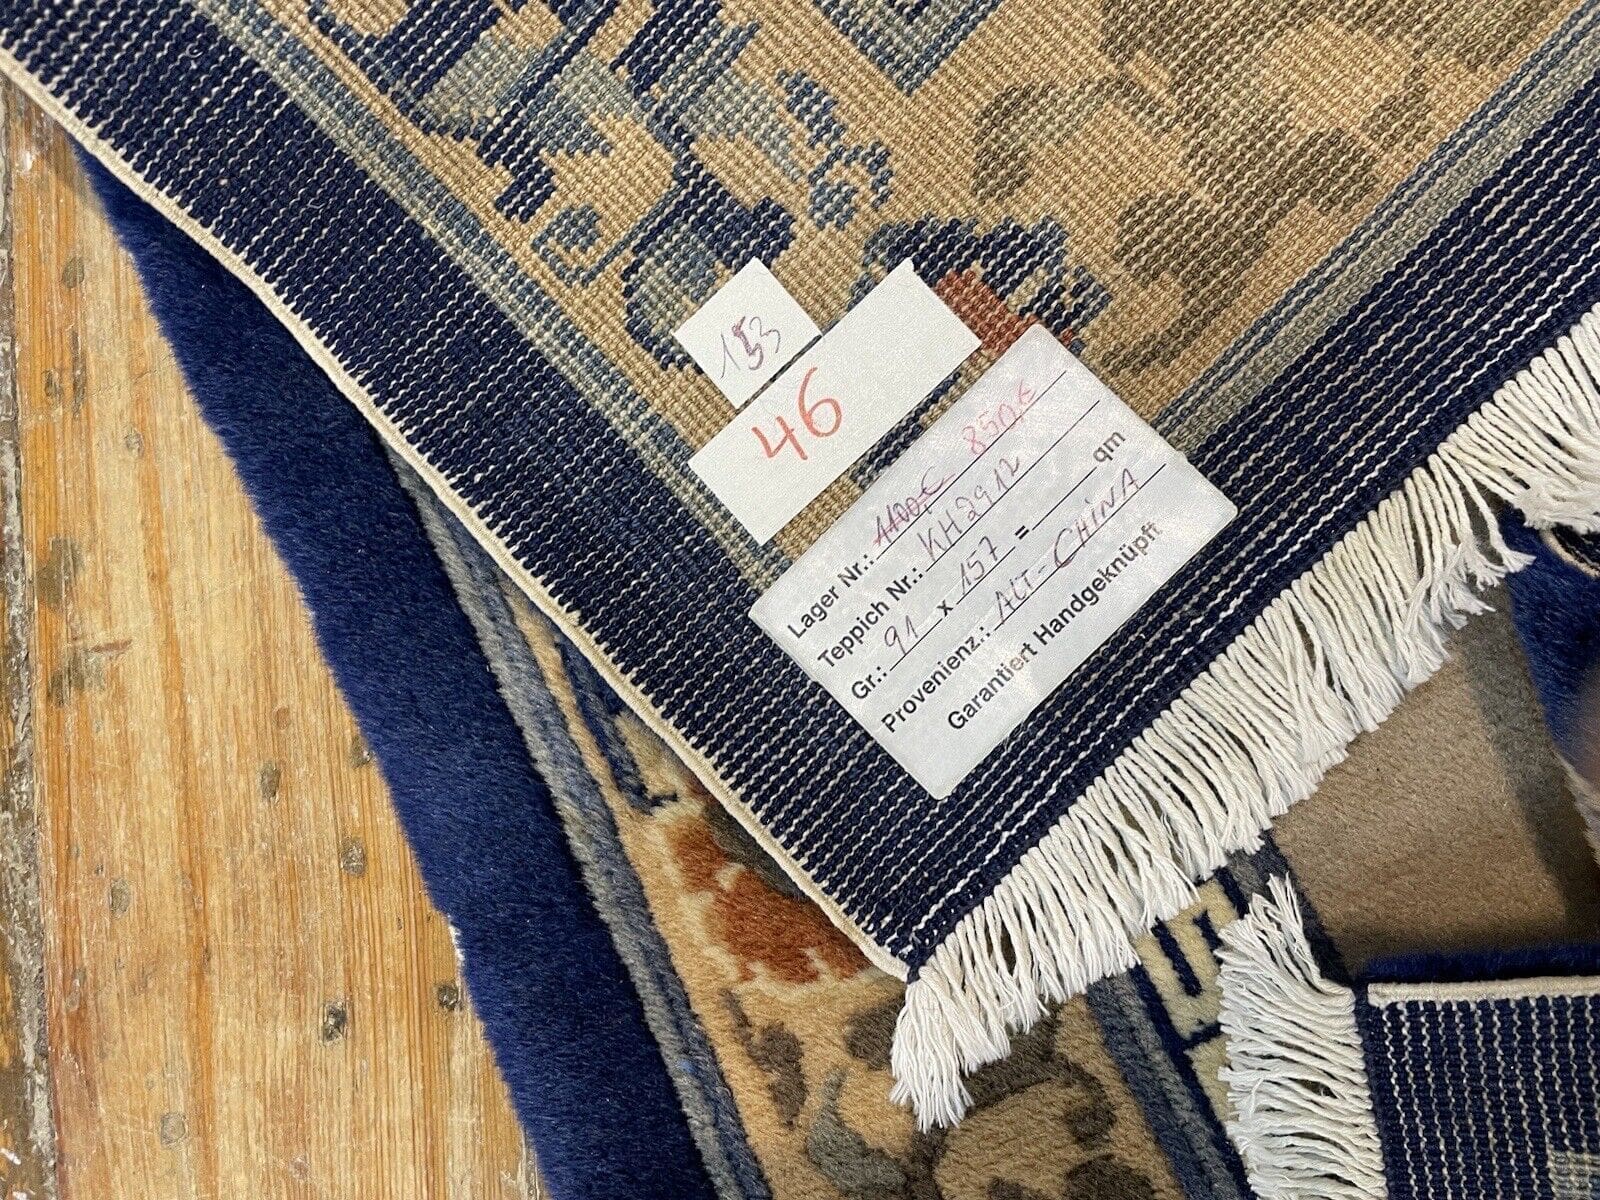 153
46
Lager Nr.: 1100,€ 850,€
Teppich Nr.: KH2912
Gr.: 91 x 157 = qm
Provenienz.: ALT-CHINA
Garantiert Handgeknüpft